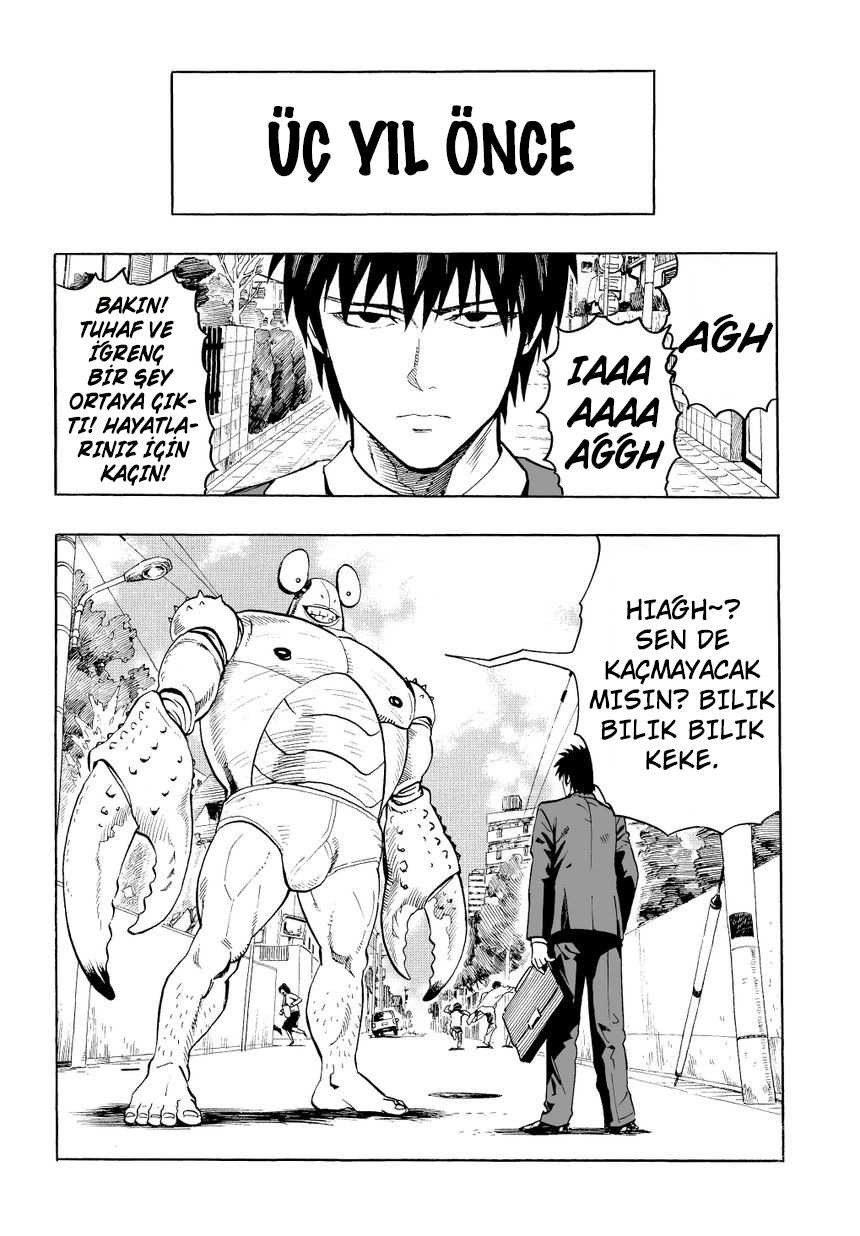 ÜÇ YIL ÖNCE
AĞH
IAAA
AAAA
AĞGH
BAKIN!
TUHAF VE
İĞRENÇ
BİR ŞEY
ORTAYA ÇIK-
TI! HAYATLA-
RINIZ İÇİN
KAÇIN!
HIAĞH~?
SEN DE
KAÇMAYACAK
MISIN? BILIK
BILIK BILIK
KEKE.